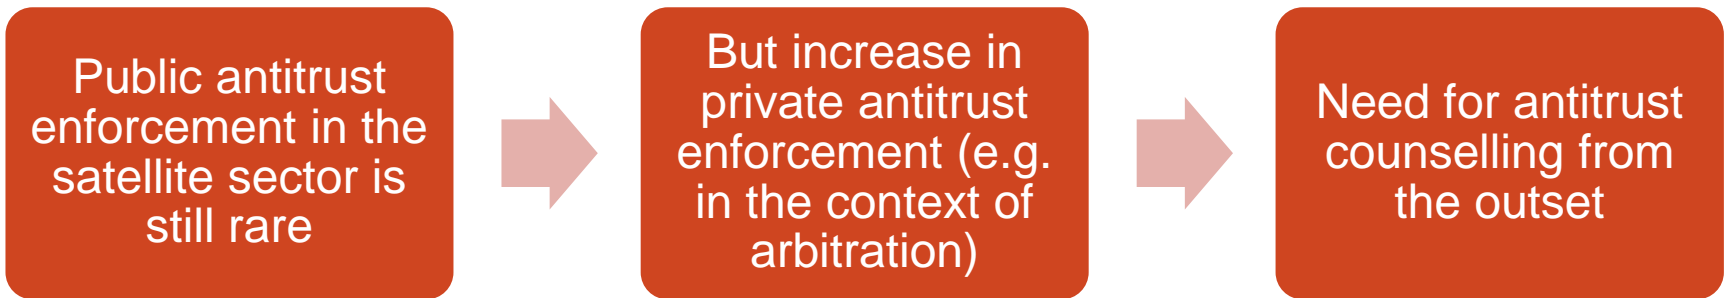 Public antitrust
enforcement in the
satellite sector is
still rare
But increase in
private antitrust
enforcement (e.g.
in the context of
arbitration)
Need for antitrust
counselling from
the outset